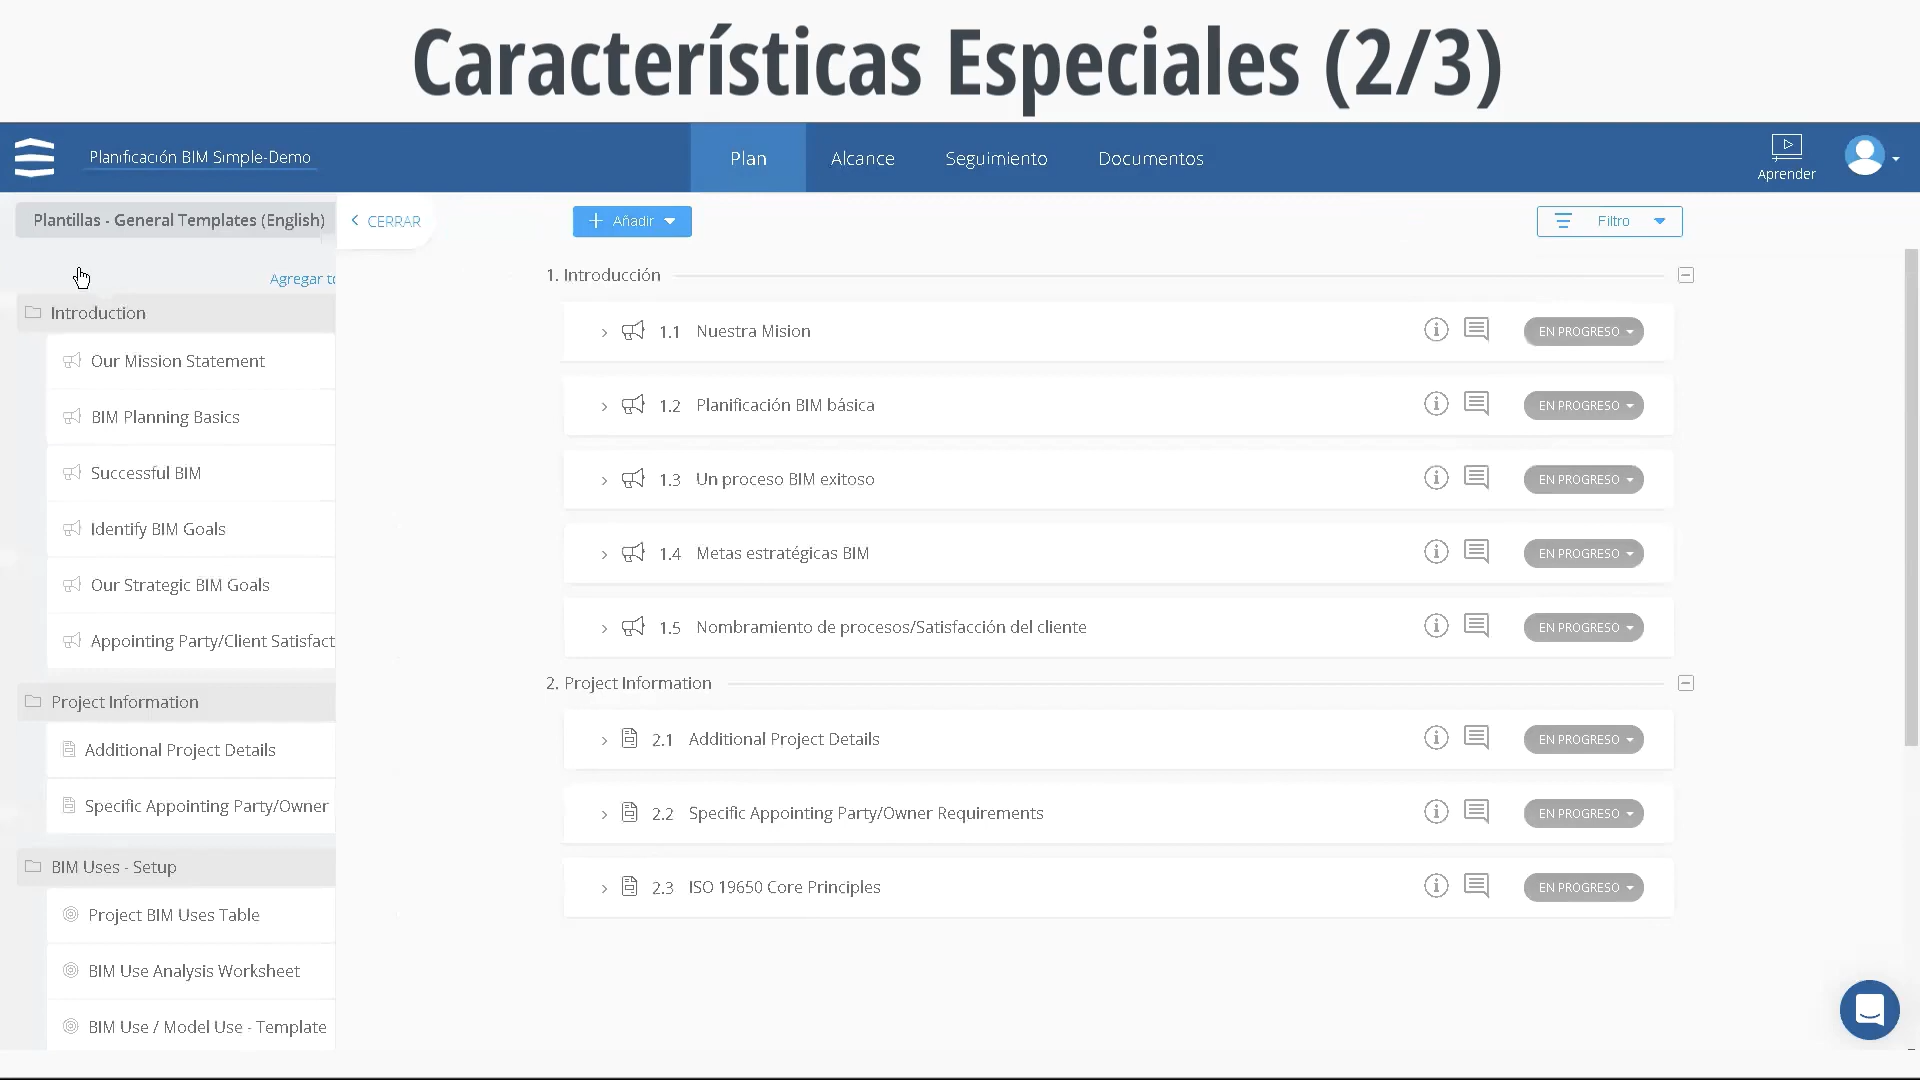 Características Especiales (2/3)
Planificación BIM Simple-Demo
Plan
Alcance
Seguimiento
Documentos
Aprender
Plantillas - General Templates (English)
CERRAR
Añadir
Filtro
Agregar to
Introduction
Our Mission Statement
BIM Planning Basics
Successful BIM
Identify BIM Goals
Our Strategic BIM Goals
Appointing Party/Client Satisfact
Project Information
Additional Project Details
Specific Appointing Party/Owner
BIM Uses - Setup
Project BIM Uses Table
BIM Use Analysis Worksheet
BIM Use / Model Use - Template
1. Introducción
1.1 Nuestra Mision EN PROGRESO
1.2 Planificación BIM básica EN PROGRESO
1.3 Un proceso BIM exitoso EN PROGRESO
1.4 Metas estratégicas BIM EN PROGRESO
1.5 Nombramiento de procesos/Satisfacción del cliente EN PROGRESO
2. Project Information
2.1 Additional Project Details EN PROGRESO
2.2 Specific Appointing Party/Owner Requirements EN PROGRESO
2.3 ISO 19650 Core Principles EN PROGRESO